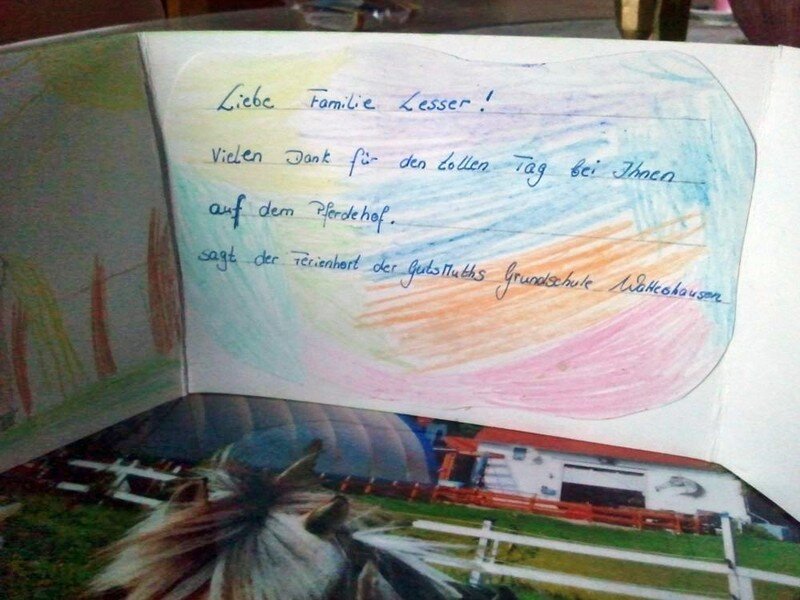 Liebe Familie Lesser!
Vielen Dank für den tollen Tag bei Ihnen
auf dem Pferdehof.
sagt der Ferienhort der GutsMuths Grundschule Waltershausen